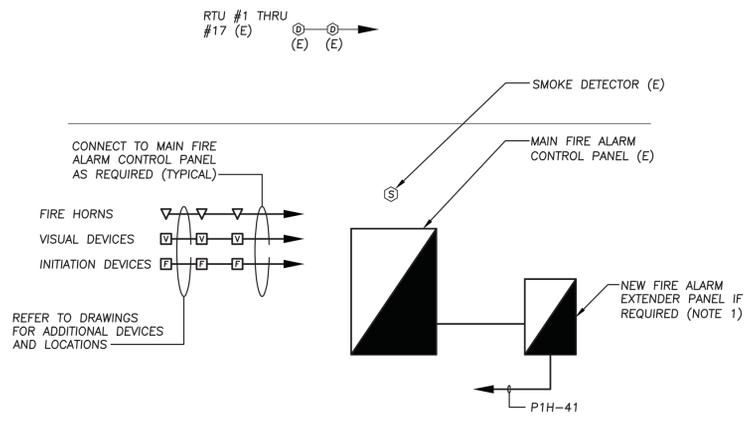 RTU #1 THRU
#17 (E)
D D
(E) (E)
SMOKE DETECTOR (E)
CONNECT TO MAIN FIRE
ALARM CONTROL PANEL
AS REQUIRED (TYPICAL)
MAIN FIRE ALARM
CONTROL PANEL (E)
S
FIRE HORNS
VISUAL DEVICES V V V
INITIATION DEVICES F F F
NEW FIRE ALARM
EXTENDER PANEL IF
REQUIRED (NOTE 1)
REFER TO DRAWINGS
FOR ADDITIONAL DEVICES
AND LOCATIONS
P1H-41